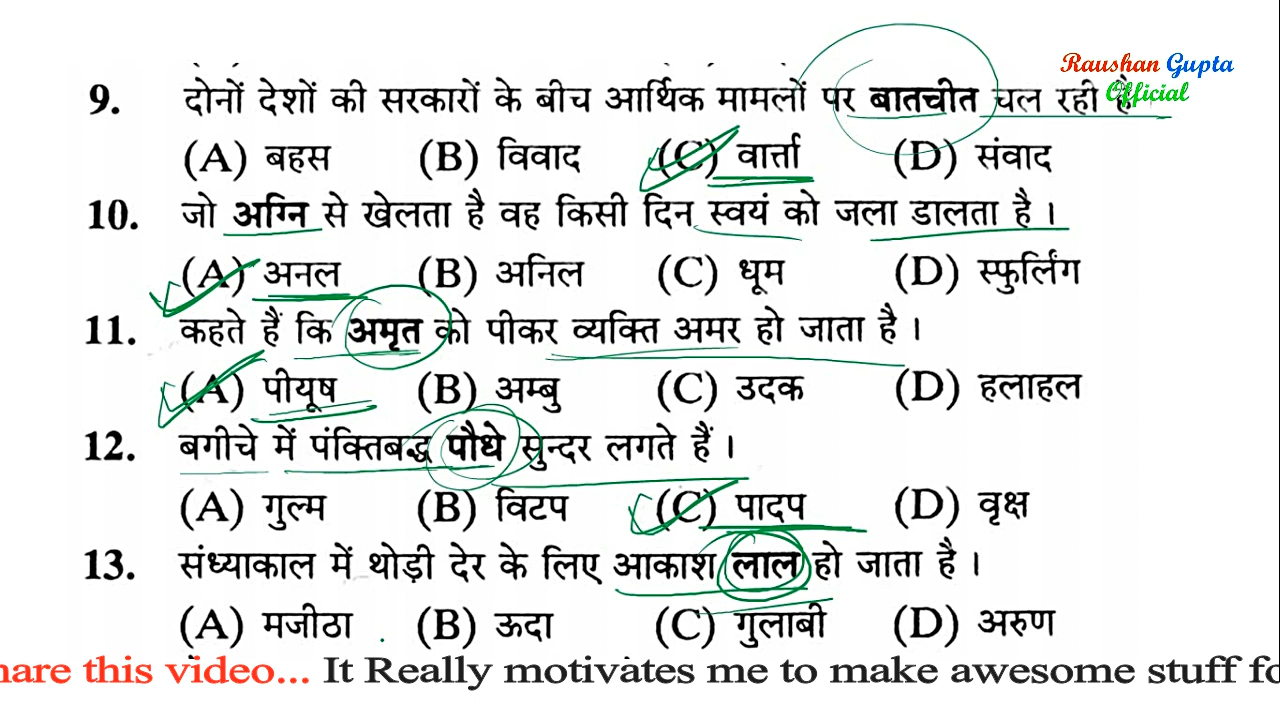 Raushan Gupta
Official
9. दोनों देशों की सरकारों के बीच आर्थिक मामलों पर बातचीत चल रही है
(A) बहस (B) विवाद (C) वार्त्ता (D) संवाद
10. जो अग्नि से खेलता है वह किसी दिन स्वयं को जला डालता है।
(A) अनल (B) अनिल (C) धूम (D) स्फुर्लिंग
11. कहते हैं कि अमृत को पीकर व्यक्ति अमर हो जाता है।
(A) पीयूष (B) अम्बु (C) उदक (D) हलाहल
12. बगीचे में पंक्तिबद्ध पौधे सुन्दर लगते हैं।
(A) गुल्म (B) विटप (C) पादप (D) वृक्ष
13. संध्याकाल में थोड़ी देर के लिए आकाश लाल हो जाता है।
(A) मजीठा (B) ऊदा (C) गुलाबी (D) अरुण
hare this video... It Really motivates me to make awesome stuff fo